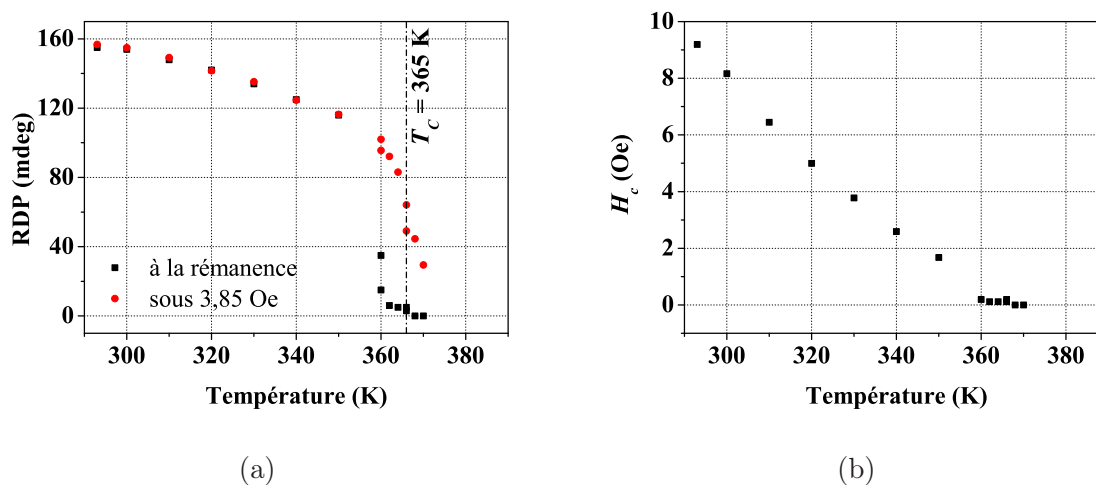 160
120
80
40
0
RDP (mdeg)
T_C = 365 K
à la rémanence
sous 3,85 Oe
300 320 340 360 380
Température (K)
(a)
10
8
6
4
2
0
H_c (Oe)
300 320 340 360 380
Température (K)
(b)